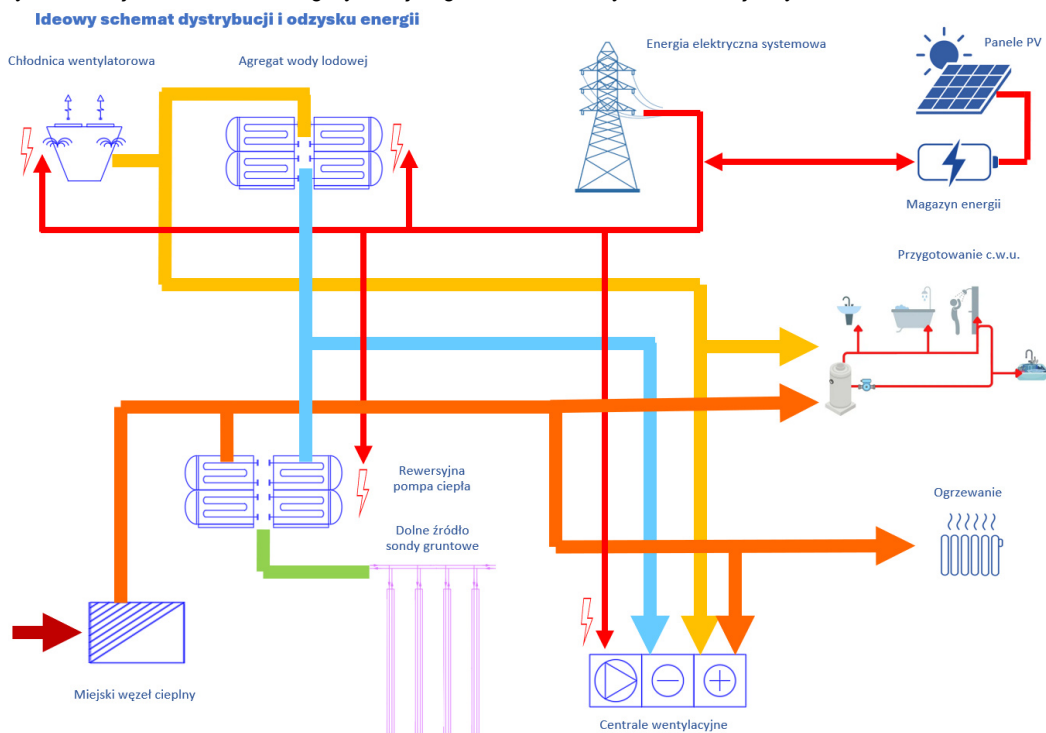 Ideowy schemat dystrybucji i odzysku energii
Chłodnica wentylatorowa
Agregat wody lodowej
Energia elektryczna systemowa
Panele PV
Magazyn energii
Przygotowanie c.w.u.
Rewersyjna
pompa ciepła
Dolne źródło
sondy gruntowe
Ogrzewanie
Miejski węzeł cieplny
Centrale wentylacyjne